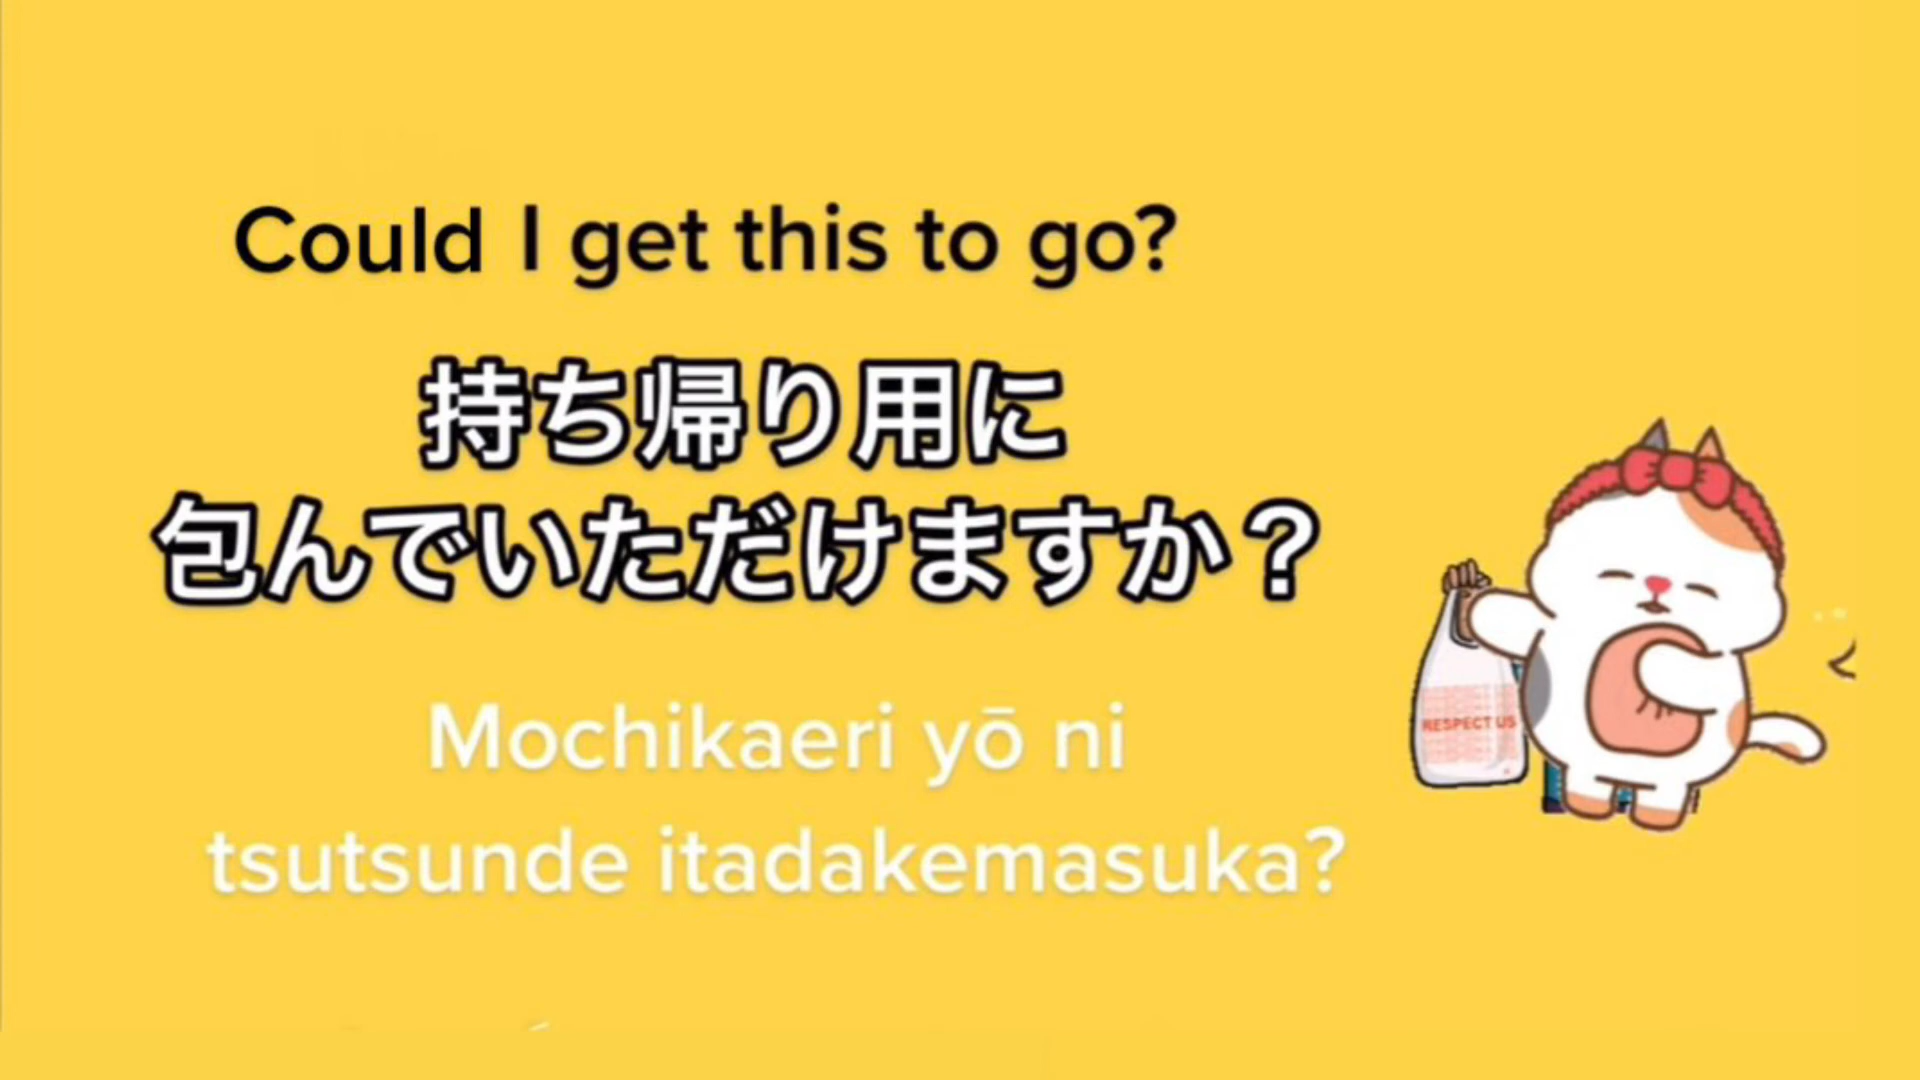 Could I get this to go?
持ち帰り用に
包んでいただけますか？
Mochikaeri yō ni
tsutsunde itadakemasuka?
RESPECT US